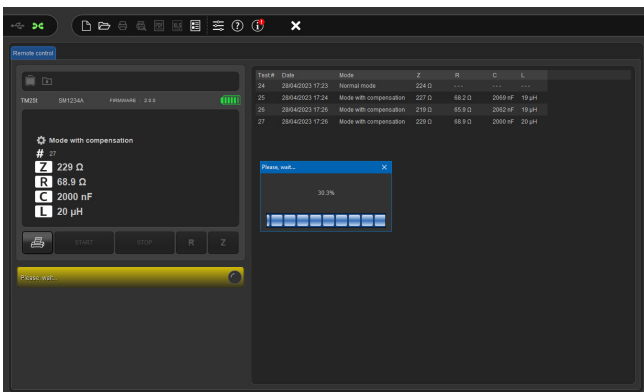 Remote control
TM25t SM1234A FIRMWARE 2.0.0
Mode with compensation
# 27
Z 229 Ω
R 68.9 Ω
C 2000 nF
L 20 µH
START STOP R Z
Please, wait...
Test # Date Mode Z R C L
24 28/04/2023 17:23 Normal mode 224 Ω --- --- ---
25 28/04/2023 17:24 Mode with compensation 227 Ω 68.2 Ω 2069 nF 19 µH
26 28/04/2023 17:26 Mode with compensation 219 Ω 65.9 Ω 2062 nF 19 µH
27 28/04/2023 17:26 Mode with compensation 229 Ω 68.9 Ω 2000 nF 20 µH
Please, wait...
30.3%